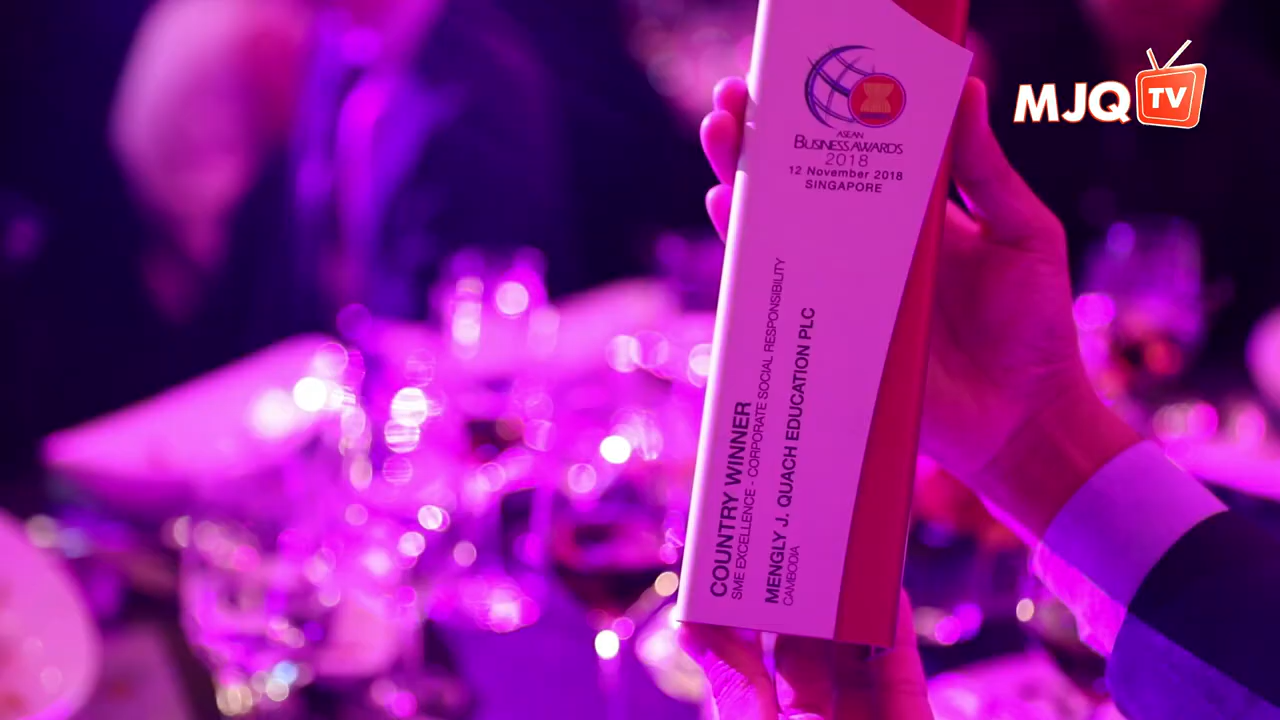 MJQ TV
ASEAN
BUSINESS AWARDS
2018
12 November 2018
SINGAPORE
COUNTRY WINNER
SME EXCELLENCE - CORPORATE SOCIAL RESPONSIBILITY
MENGLY J. QUACH EDUCATION PLC
CAMBODIA